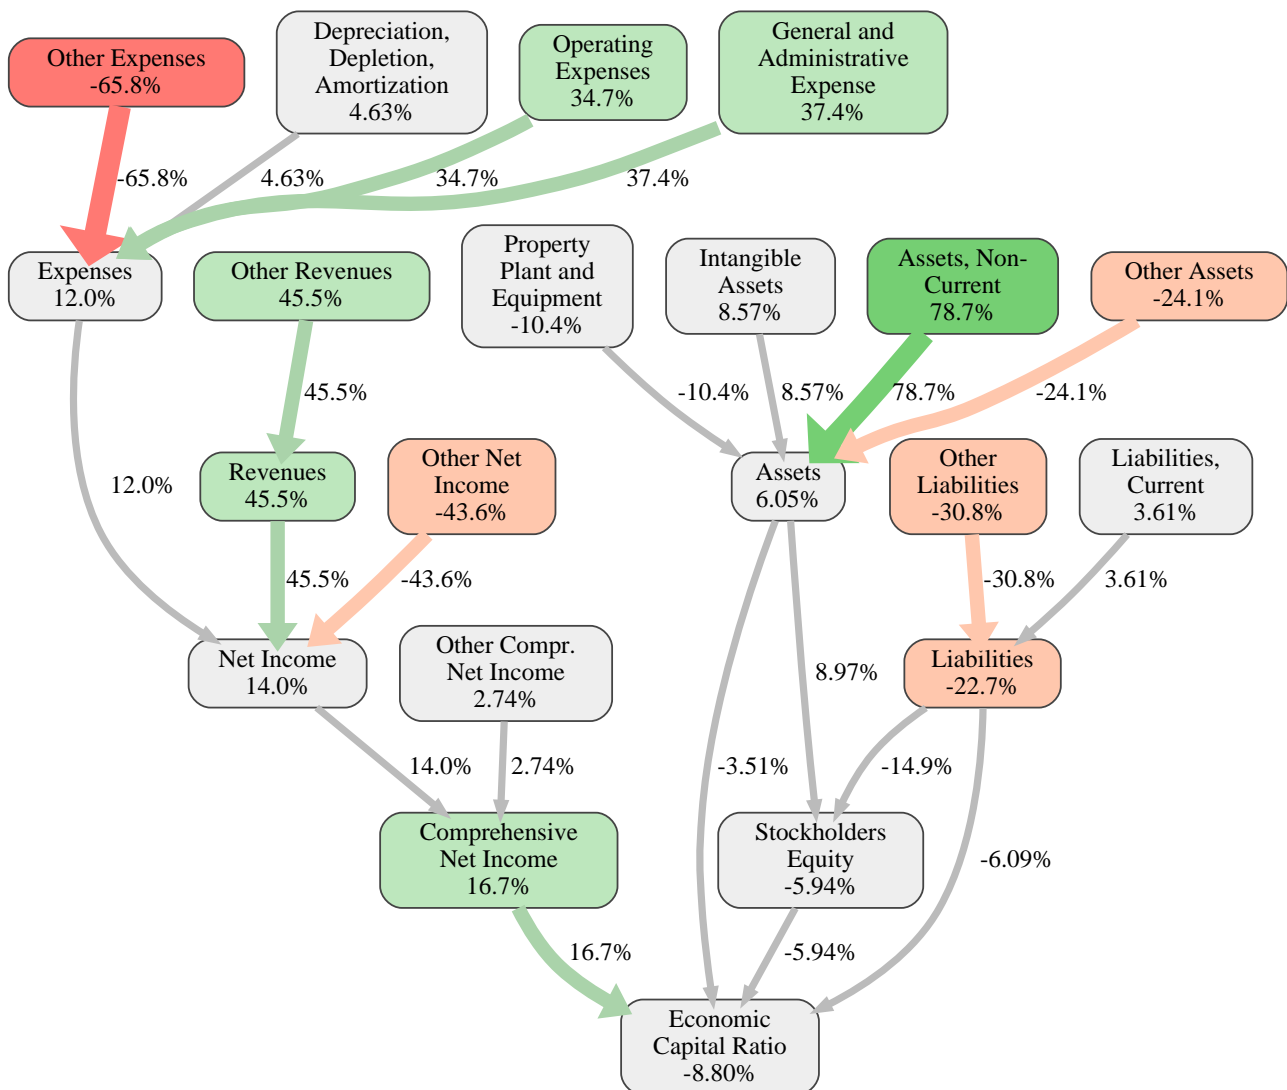 Other Expenses
-65.8%
Depreciation,
Depletion,
Amortization
4.63%
Operating
Expenses
34.7%
General and
Administrative
Expense
37.4%
-65.8%
4.63%
34.7%
37.4%
Expenses
12.0%
Other Revenues
45.5%
Property
Plant and
Equipment
-10.4%
Intangible
Assets
8.57%
Assets, Non-
Current
78.7%
Other Assets
-24.1%
45.5%
-10.4%
8.57%
78.7%
-24.1%
12.0%
Revenues
45.5%
Other Net
Income
-43.6%
Assets
6.05%
Other
Liabilities
-30.8%
Liabilities,
Current
3.61%
45.5%
-43.6%
-30.8%
3.61%
Net Income
14.0%
Other Compr.
Net Income
2.74%
8.97%
Liabilities
-22.7%
14.0%
2.74%
-3.51%
-14.9%
Comprehensive
Net Income
16.7%
Stockholders
Equity
-5.94%
-6.09%
16.7%
-5.94%
Economic
Capital Ratio
-8.80%